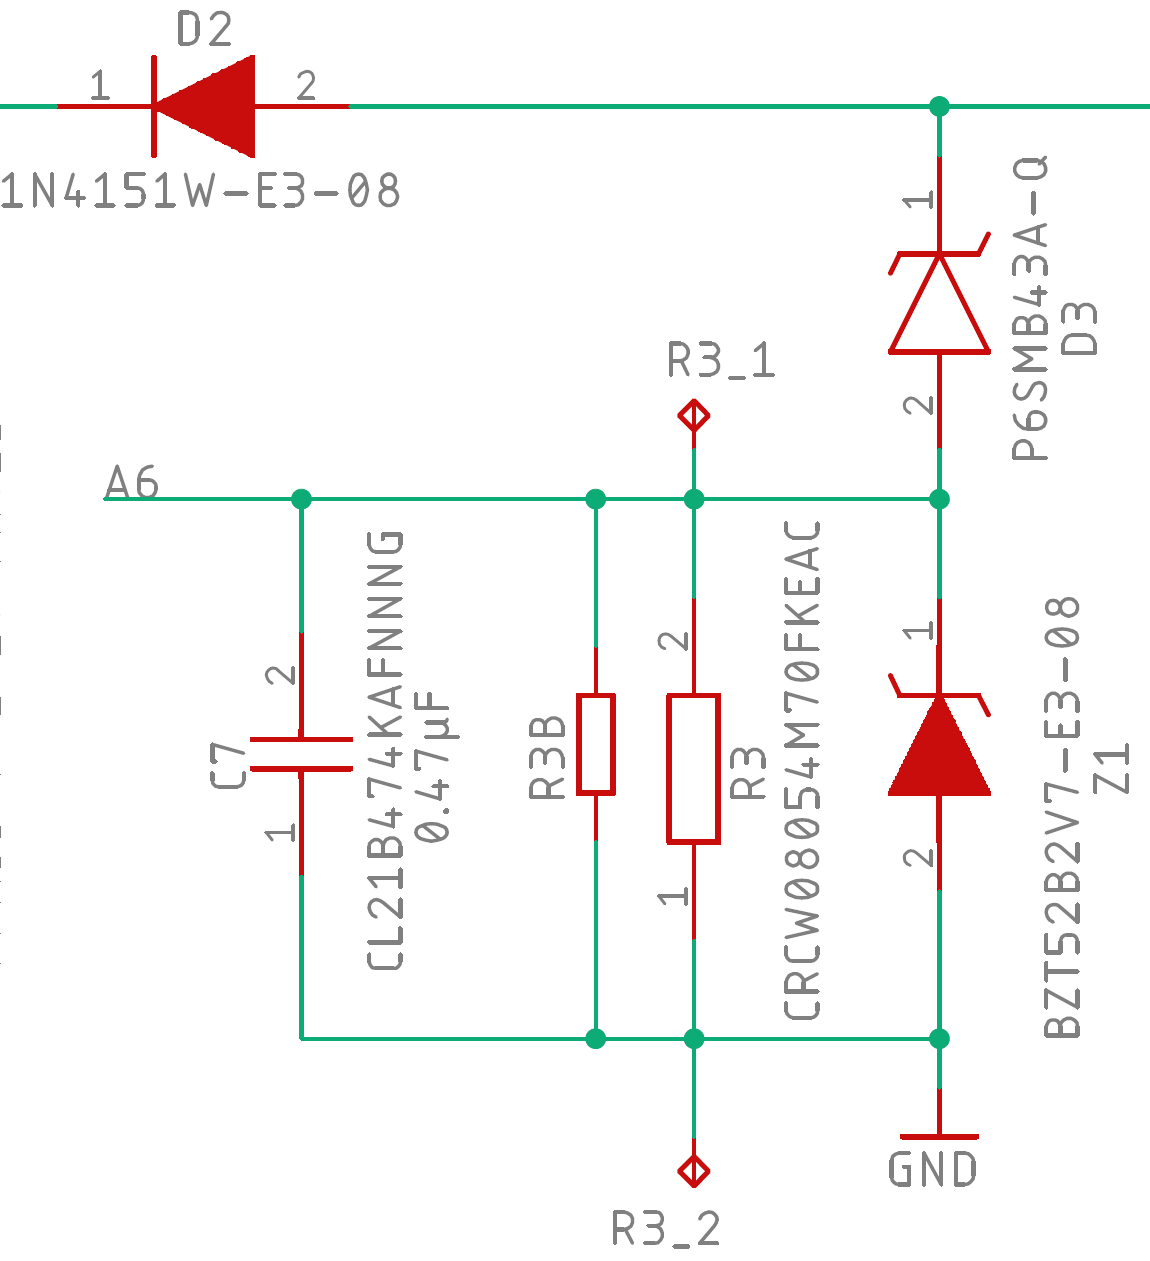 D2
1
2
1N4151W-E3-08
1
P6SMB43A-Q
D3
2
R3_1
A6
2
C7
1
CL21B474KAFNNNG
0.47µF
R3B
2
R3
1
CRCW08054M70FKEAC
1
BZT52B2V7-E3-08
Z1
2
GND
R3_2